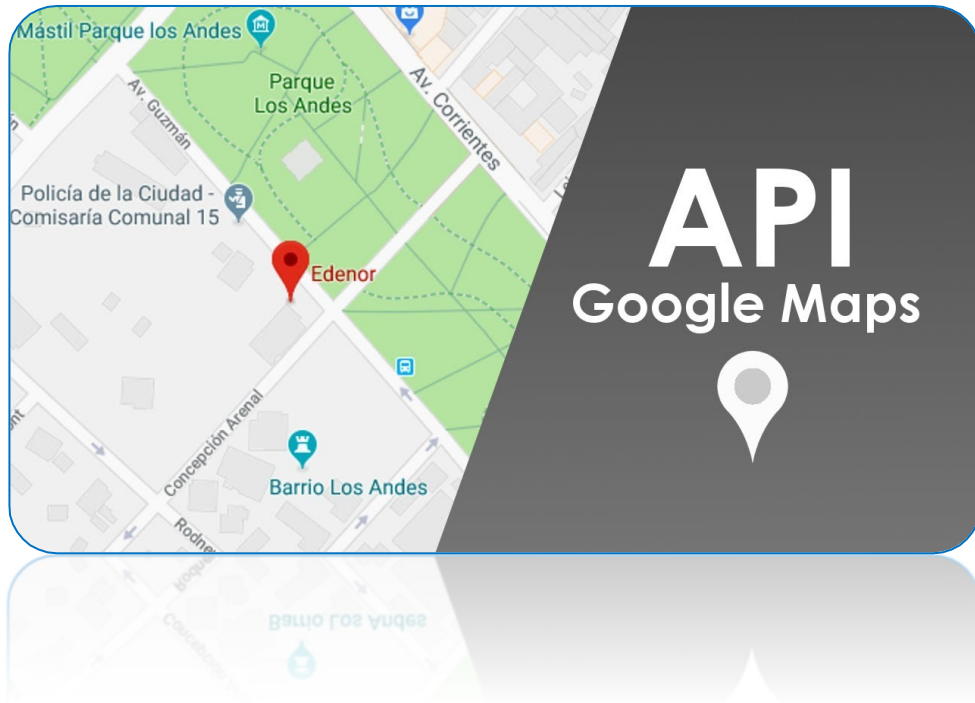 Mástil Parque los Andes
Parque
Los Andes
Av. Guzmán
Av. Corrientes
Policía de la Ciudad -
Comisaría Comunal 15
Edenor
Concepción Arenal
Barrio Los Andes
API
Google Maps